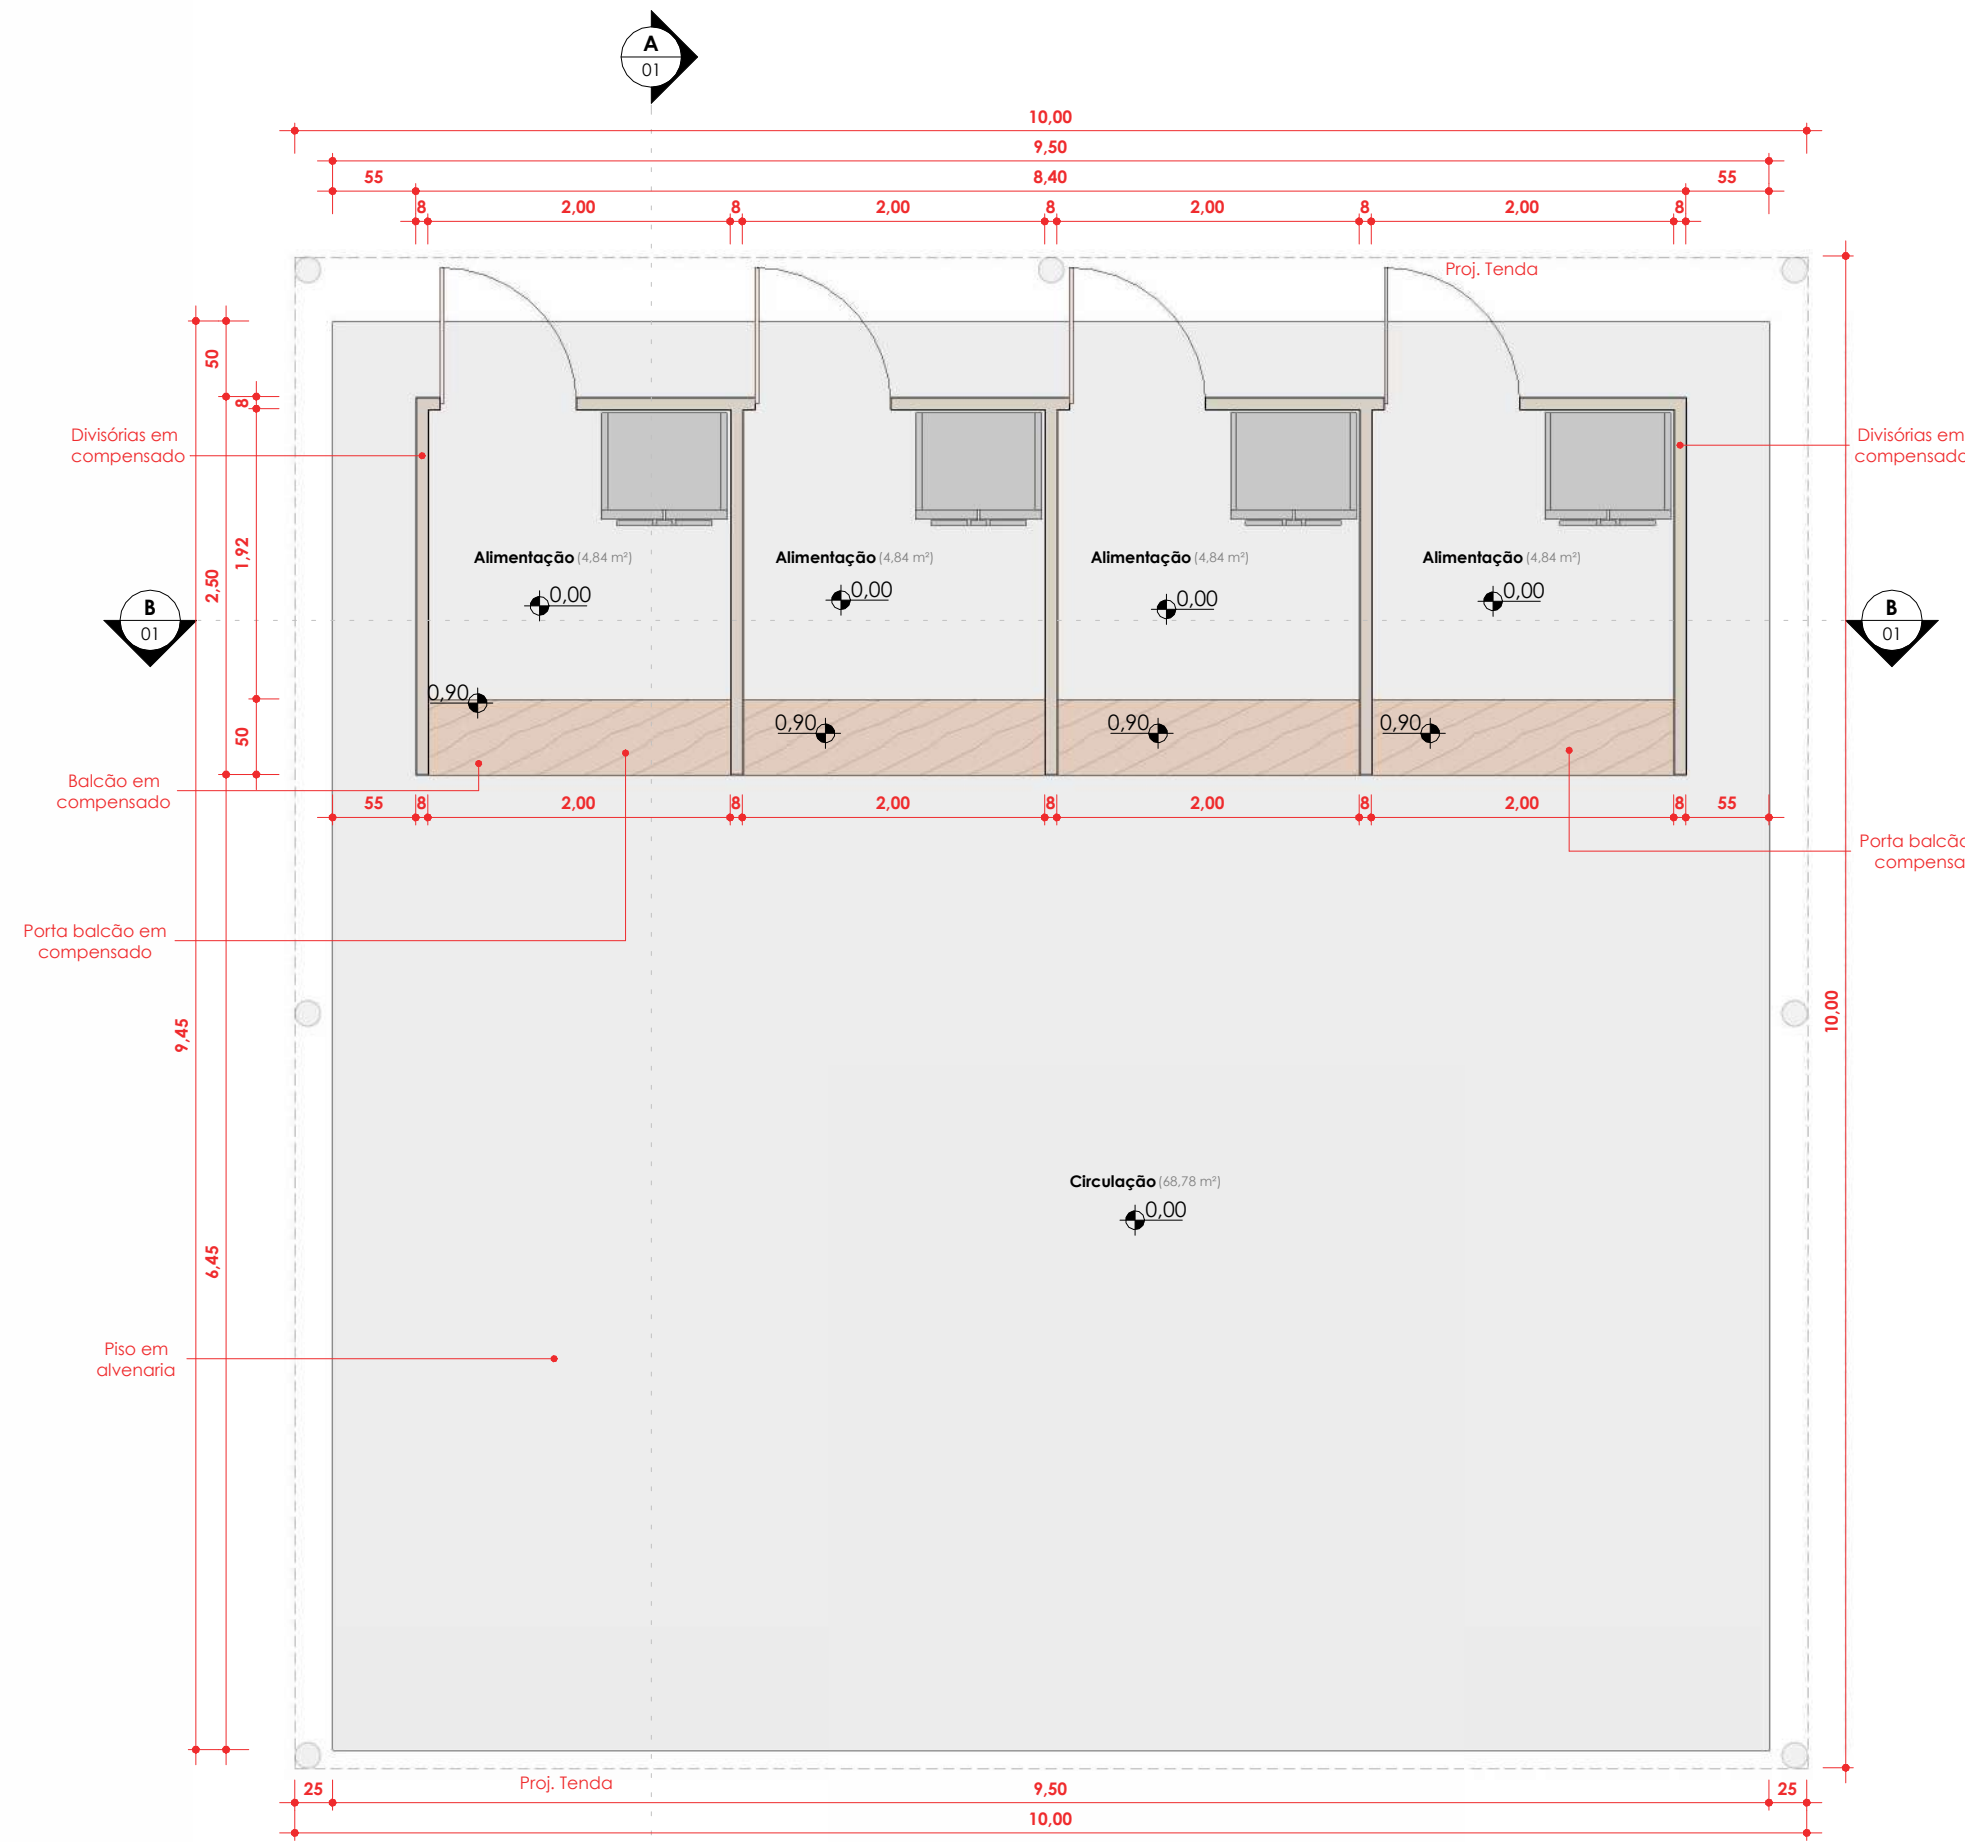 A
01
10,00
9,50
55
8,40
55
8
2,00
8
2,00
8
2,00
8
2,00
8
Proj. Tenda
50
8
Divisórias em
compensado
Divisórias em
compensado
1,92
2,50
Alimentação (4,84 m²)
Alimentação (4,84 m²)
Alimentação (4,84 m²)
Alimentação (4,84 m²)
0,00
0,00
0,00
0,00
B
01
B
01
0,90
0,90
0,90
0,90
50
Balcão em
compensado
55
8
2,00
8
2,00
8
2,00
8
2,00
8
55
Porta balcão
compensa
Porta balcão em
compensado
9,45
10,00
Circulação (68,78 m²)
0,00
6,45
Piso em
alvenaria
Proj. Tenda
25
9,50
25
10,00